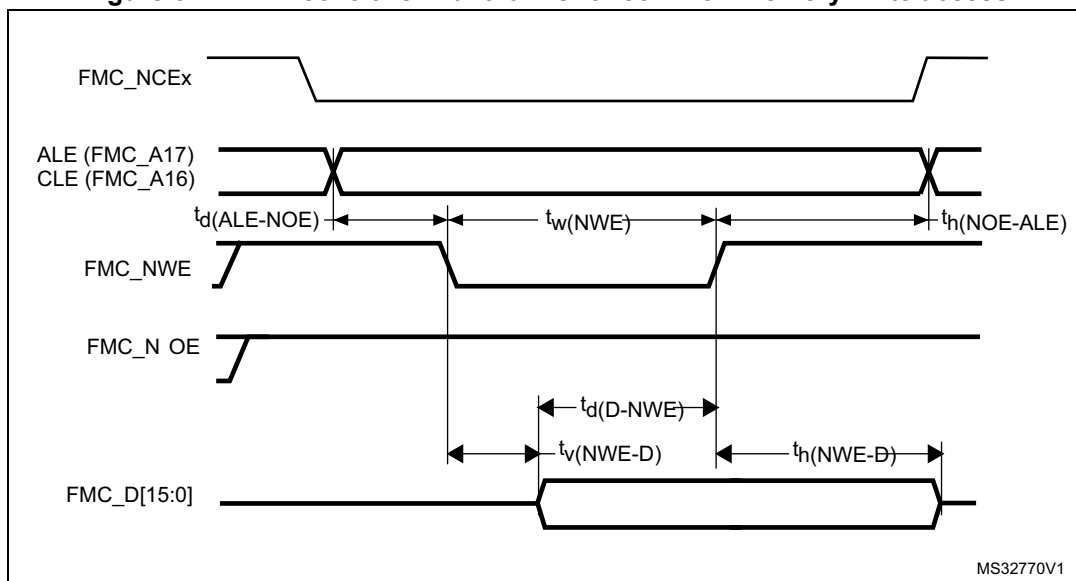 FMC_NCEx
ALE (FMC_A17)
CLE (FMC_A16)
td(ALE-NOE)
tw(NWE)
th(NOE-ALE)
FMC_NWE
FMC_N OE
td(D-NWE)
tv(NWE-D)
th(NWE-D)
FMC_D[15:0]
MS32770V1